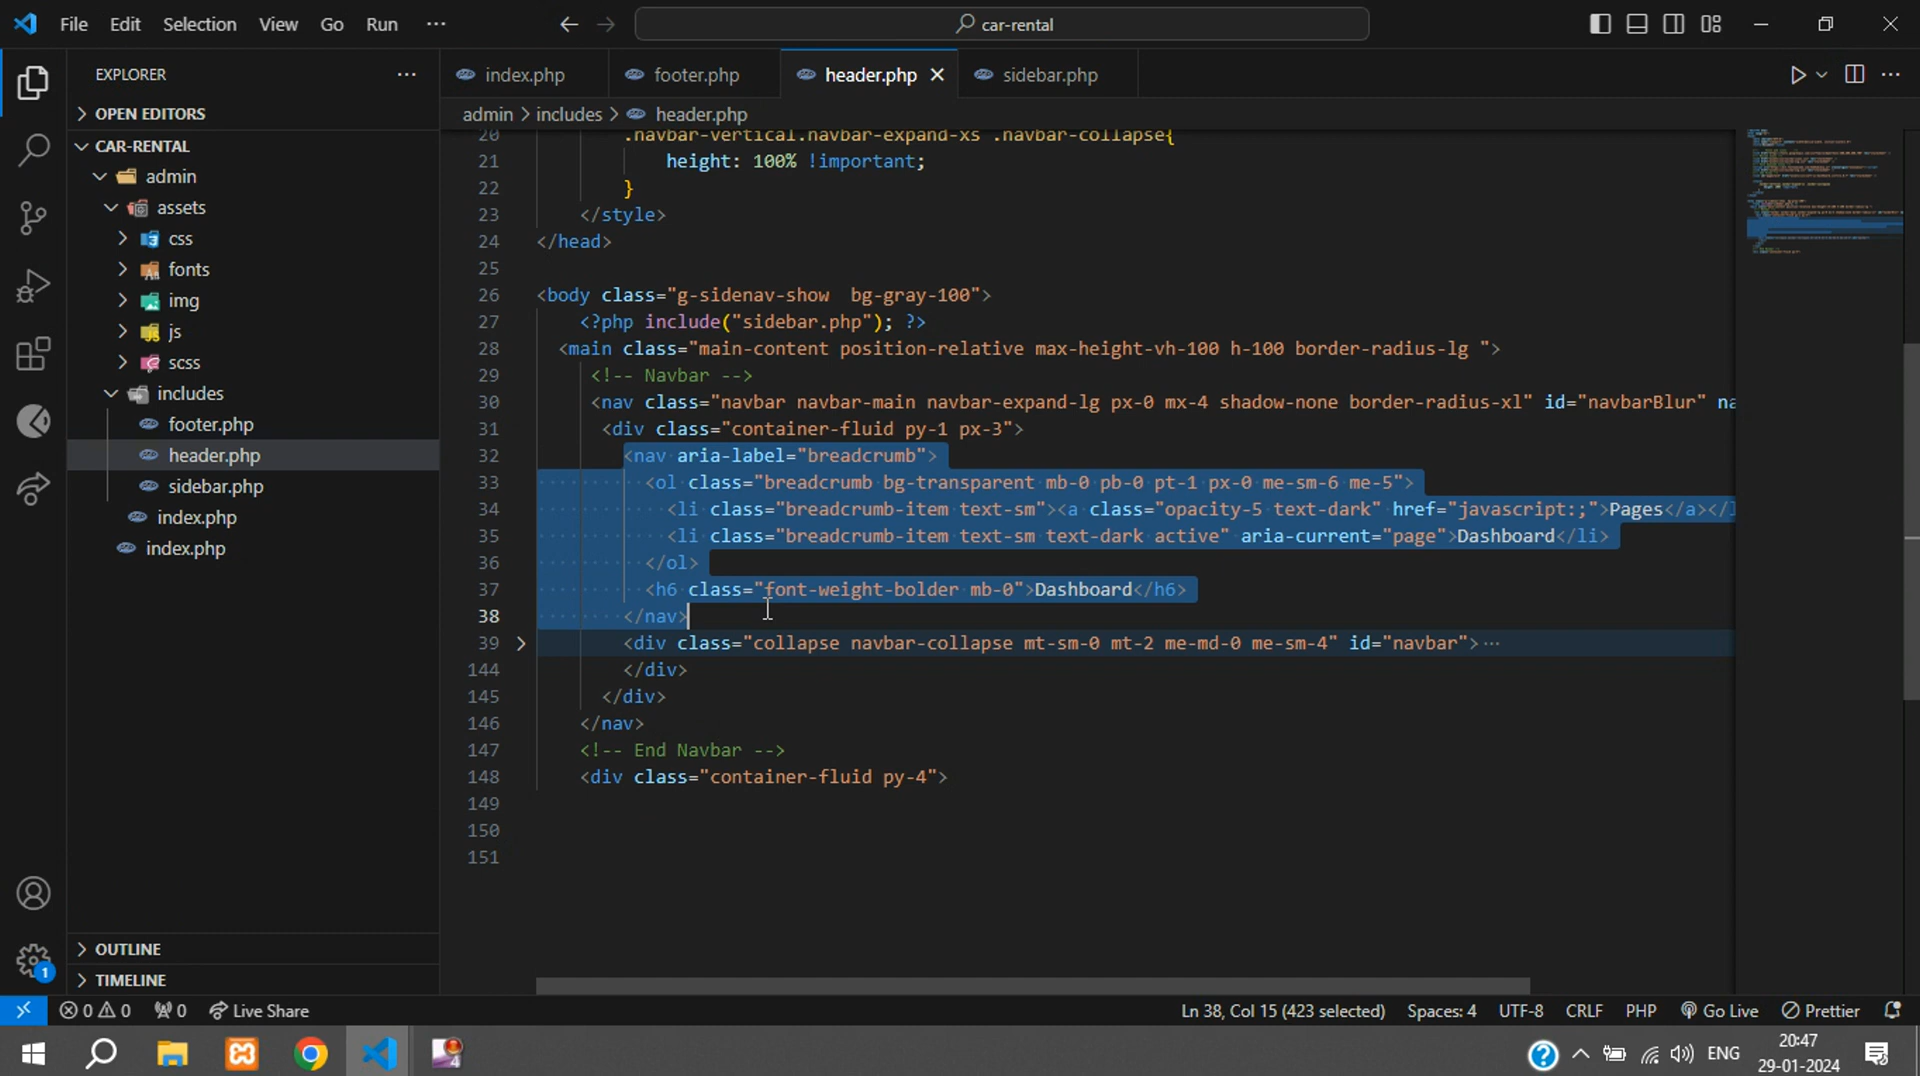 File Edit Selection View Go Run ··· car-rental
EXPLORER ···
OPEN EDITORS
CAR-RENTAL
admin
assets
css
fonts
img
js
scss
includes
footer.php
header.php
sidebar.php
index.php
index.php
OUTLINE
TIMELINE
index.php footer.php header.php sidebar.php
admin > includes > header.php
20 .navbar-vertical.navbar-expand-xs .navbar-collapse{
21 height: 100% !important;
22 }
23 </style>
24 </head>
25
26 <body class="g-sidenav-show  bg-gray-100">
27 <?php include("sidebar.php"); ?>
28 <main class="main-content position-relative max-height-vh-100 h-100 border-radius-lg ">
29 <!-- Navbar -->
30 <nav class="navbar navbar-main navbar-expand-lg px-0 mx-4 shadow-none border-radius-xl" id="navbarBlur" na
31 <div class="container-fluid py-1 px-3">
32 <nav aria-label="breadcrumb">
33 <ol class="breadcrumb bg-transparent mb-0 pb-0 pt-1 px-0 me-sm-6 me-5">
34 <li class="breadcrumb-item text-sm"><a class="opacity-5 text-dark" href="javascript:;">Pages</a></l
35 <li class="breadcrumb-item text-sm text-dark active" aria-current="page">Dashboard</li>
36 </ol>
37 <h6 class="font-weight-bolder mb-0">Dashboard</h6>
38 </nav>
39 <div class="collapse navbar-collapse mt-sm-0 mt-2 me-md-0 me-sm-4" id="navbar">···
144 </div>
145 </div>
146 </nav>
147 <!-- End Navbar -->
148 <div class="container-fluid py-4">
149
150
151
1
0 0 0 Live Share Ln 38, Col 15 (423 selected) Spaces: 4 UTF-8 CRLF PHP Go Live Prettier
ENG 20:47
29-01-2024